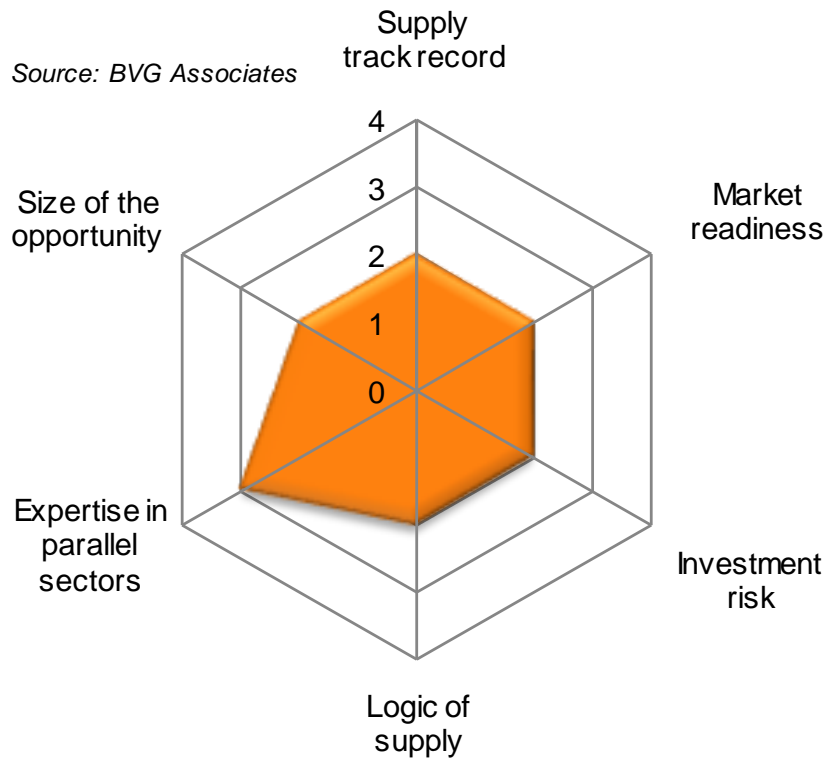 Supply
track record
Source: BVG Associates
4
3
2
1
0
Market
readiness
Investment
risk
Logic of
supply
Expertise in
parallel
sectors
Size of the
opportunity